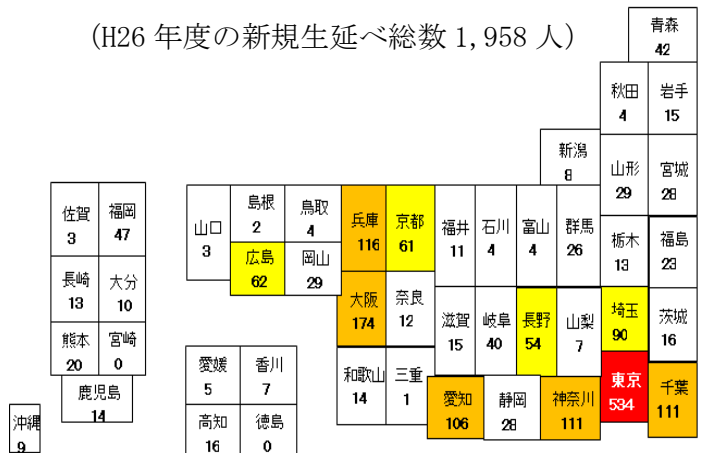 (H26 年度の新規生延べ総数 1,958 人)
青森
42
秋田
4
岩手
15
新潟
8
山形
29
宮城
28
佐賀
3
福岡
47
山口
3
島根
2
鳥取
4
兵庫
116
京都
61
福井
11
石川
4
富山
4
群馬
26
栃木
13
福島
23
広島
62
岡山
29
長崎
13
大分
10
大阪
174
奈良
12
滋賀
15
岐阜
40
長野
54
山梨
7
埼玉
90
茨城
16
熊本
20
宮崎
0
愛媛
5
香川
7
和歌山
14
三重
1
愛知
106
静岡
28
神奈川
111
東京
534
千葉
111
鹿児島
14
沖縄
9
高知
16
徳島
0